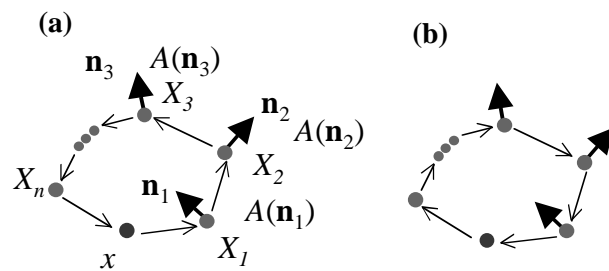 (a)
(b)
n3 A(n3)
X3
n2 A(n2)
X2
n1 A(n1)
X1
Xn
x